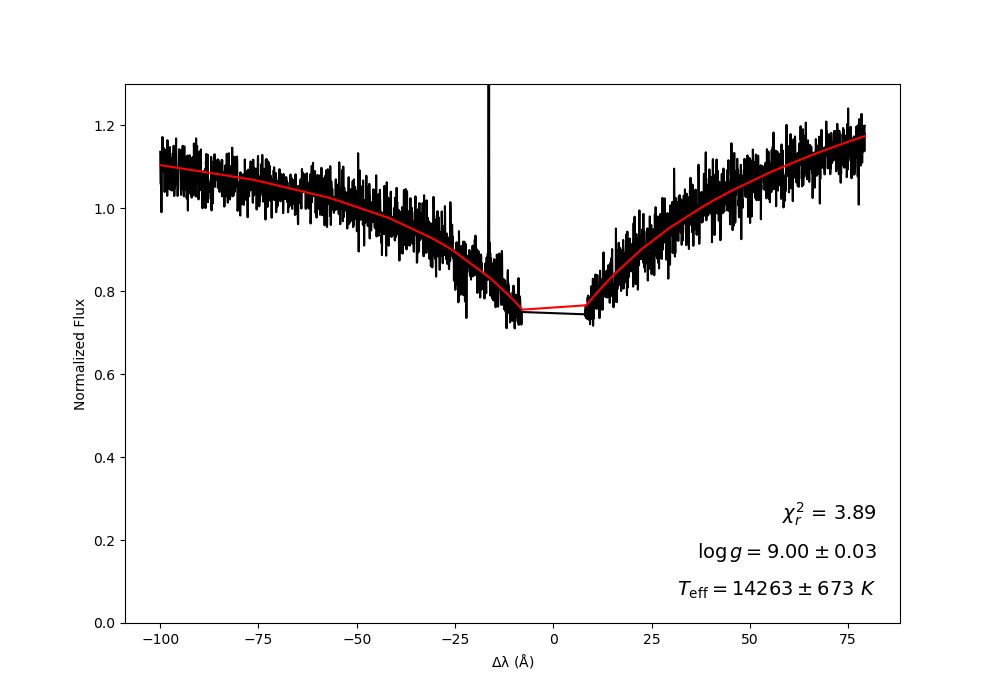 1.2
1.0
0.8
0.6
0.4
0.2
0.0
Normalized Flux
χ²ᵣ = 3.89
log g = 9.00 ± 0.03
T_eff = 14263 ± 673 K
−100 −75 −50 −25 0 25 50 75
Δλ (Å)